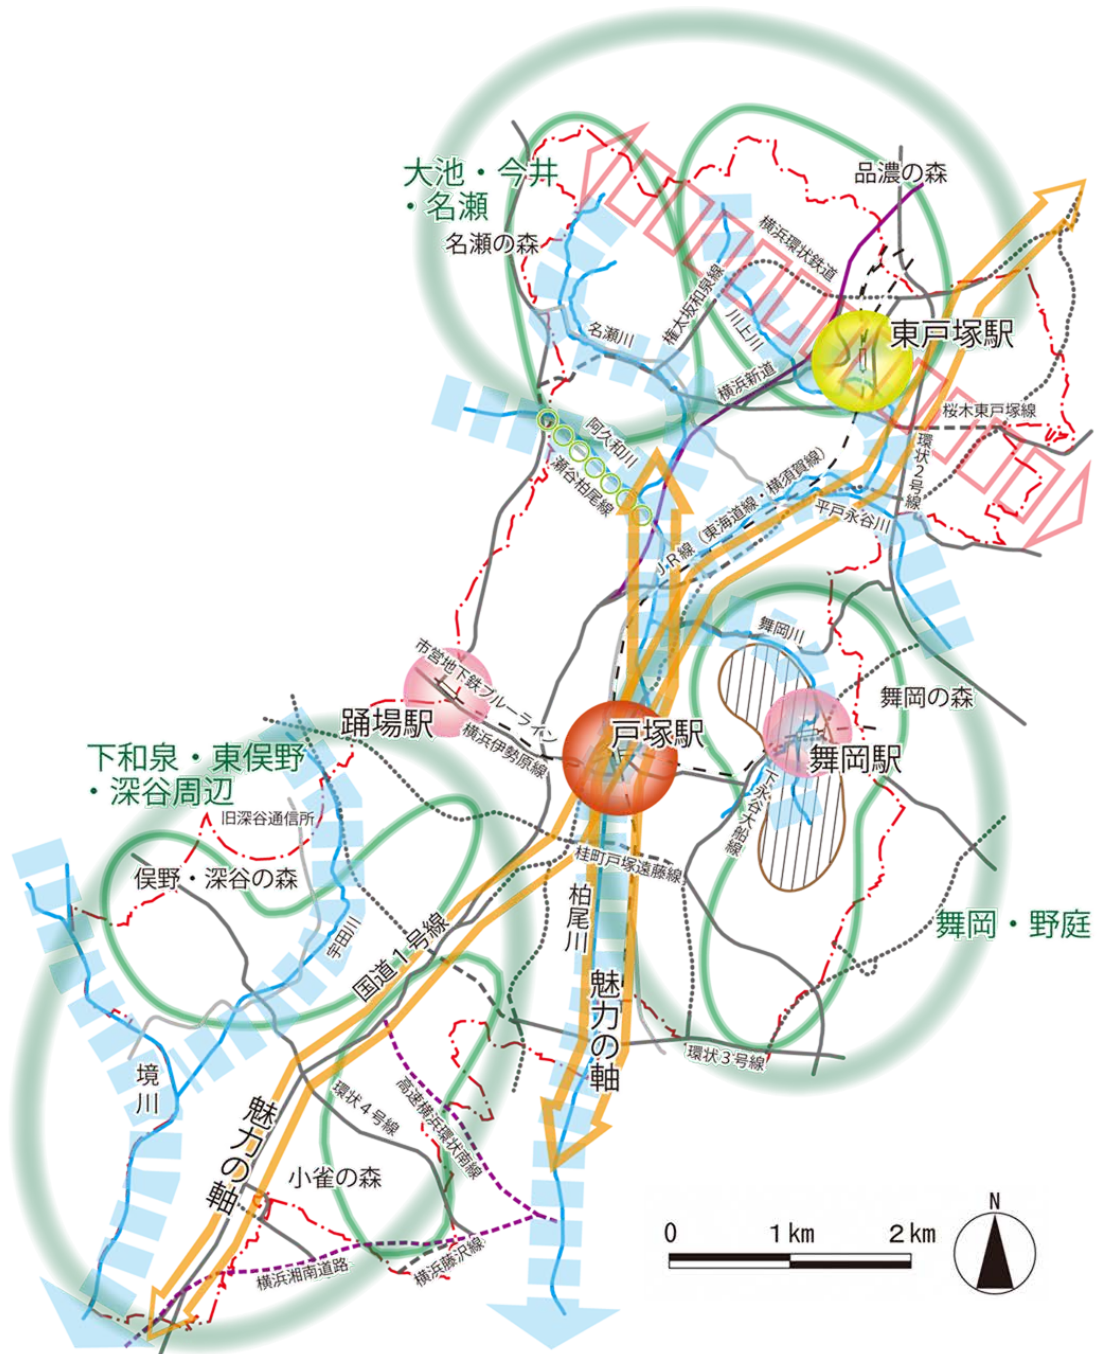 大池・今井
・名瀬
名瀬の森
品濃の森
横浜環状鉄道
権太坂和泉線
川上川
名瀬川
東戸塚駅
横浜新道
桜木東戸塚線
環状2号線
阿久和川
瀬谷柏尾線
JR線（東海道線・横須賀線）
平戸永谷川
舞岡川
市営地下鉄ブルーライン
踊場駅
横浜伊勢原線
戸塚駅
舞岡の森
舞岡駅
下永谷大船線
下和泉・東俣野
・深谷周辺
旧深谷通信所
俣野・深谷の森
宇田川
桂町戸塚遠藤線
柏尾川
国道1号線
舞岡・野庭
魅力の軸
環状3号線
境川
環状4号線
高速横浜環状南線
魅力の軸
小雀の森
横浜湘南道路
横浜藤沢線
0 1km 2km
N